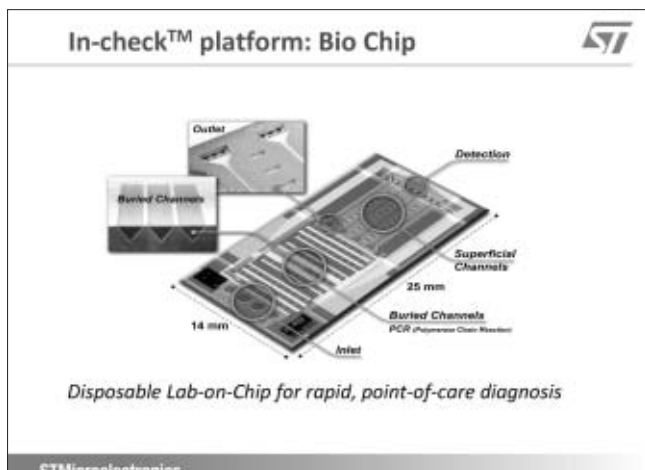 In-check™ platform: Bio Chip
ST
Outlet
Detection
Buried Channels
Superficial
Channels
25 mm
14 mm
Buried Channels
PCR (Polymerase Chain Reaction)
Inlet
Disposable Lab-on-Chip for rapid, point-of-care diagnosis
STMicroelectronics